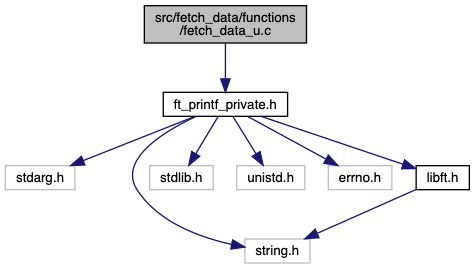 src/fetch_data/functions
/fetch_data_u.c
ft_printf_private.h
stdarg.h
stdlib.h
unistd.h
errno.h
libft.h
string.h